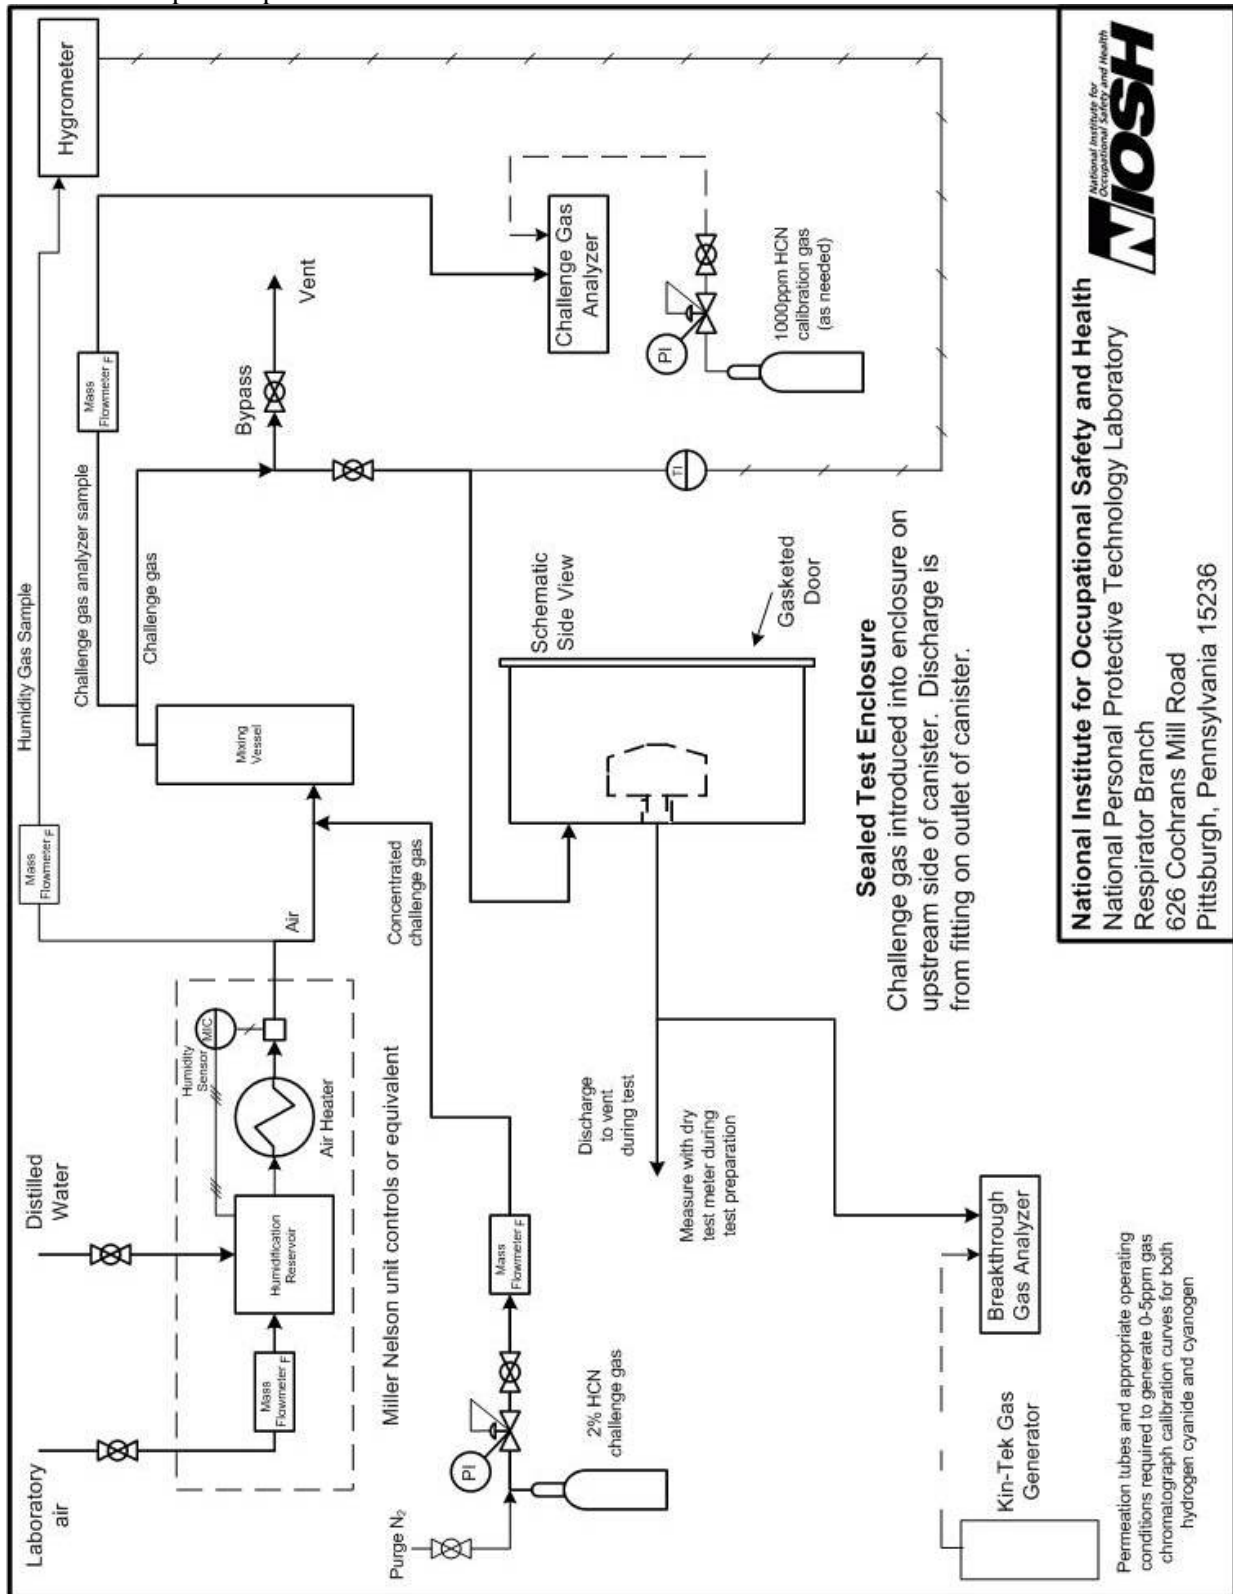 Laboratory
air
Distilled
Water
Mass
Flowmeter F
Humidification
Reservoir
Humidity
Sensor
MIC
Air Heater
Miller Nelson unit controls or equivalent
Air
Mass
Flowmeter F
Humidity Gas Sample
Hygrometer
Challenge gas analyzer sample
Mass
Flowmeter F
Challenge gas
Mixing
Vessel
Bypass
Vent
Challenge Gas
Analyzer
PI
1000ppm HCN
calibration gas
(as needed)
TI
Purge N₂
PI
2% HCN
challenge gas
Mass
Flowmeter F
Concentrated
challenge gas
Schematic
Side View
Gasketed
Door
Sealed Test Enclosure
Challenge gas introduced into enclosure on
upstream side of canister. Discharge is
from fitting on outlet of canister.
Discharge
to vent
during test
Measure with dry
test meter during
test preparation
Breakthrough
Gas Analyzer
Kin-Tek Gas
Generator
Permeation tubes and appropriate operating
conditions required to generate 0-5ppm gas
chromatograph calibration curves for both
hydrogen cyanide and cyanogen
National Institute for Occupational Safety and Health
National Personal Protective Technology Laboratory
Respirator Branch
626 Cochrans Mill Road
Pittsburgh, Pennsylvania 15236
National Institute for
Occupational Safety and Health
NIOSH